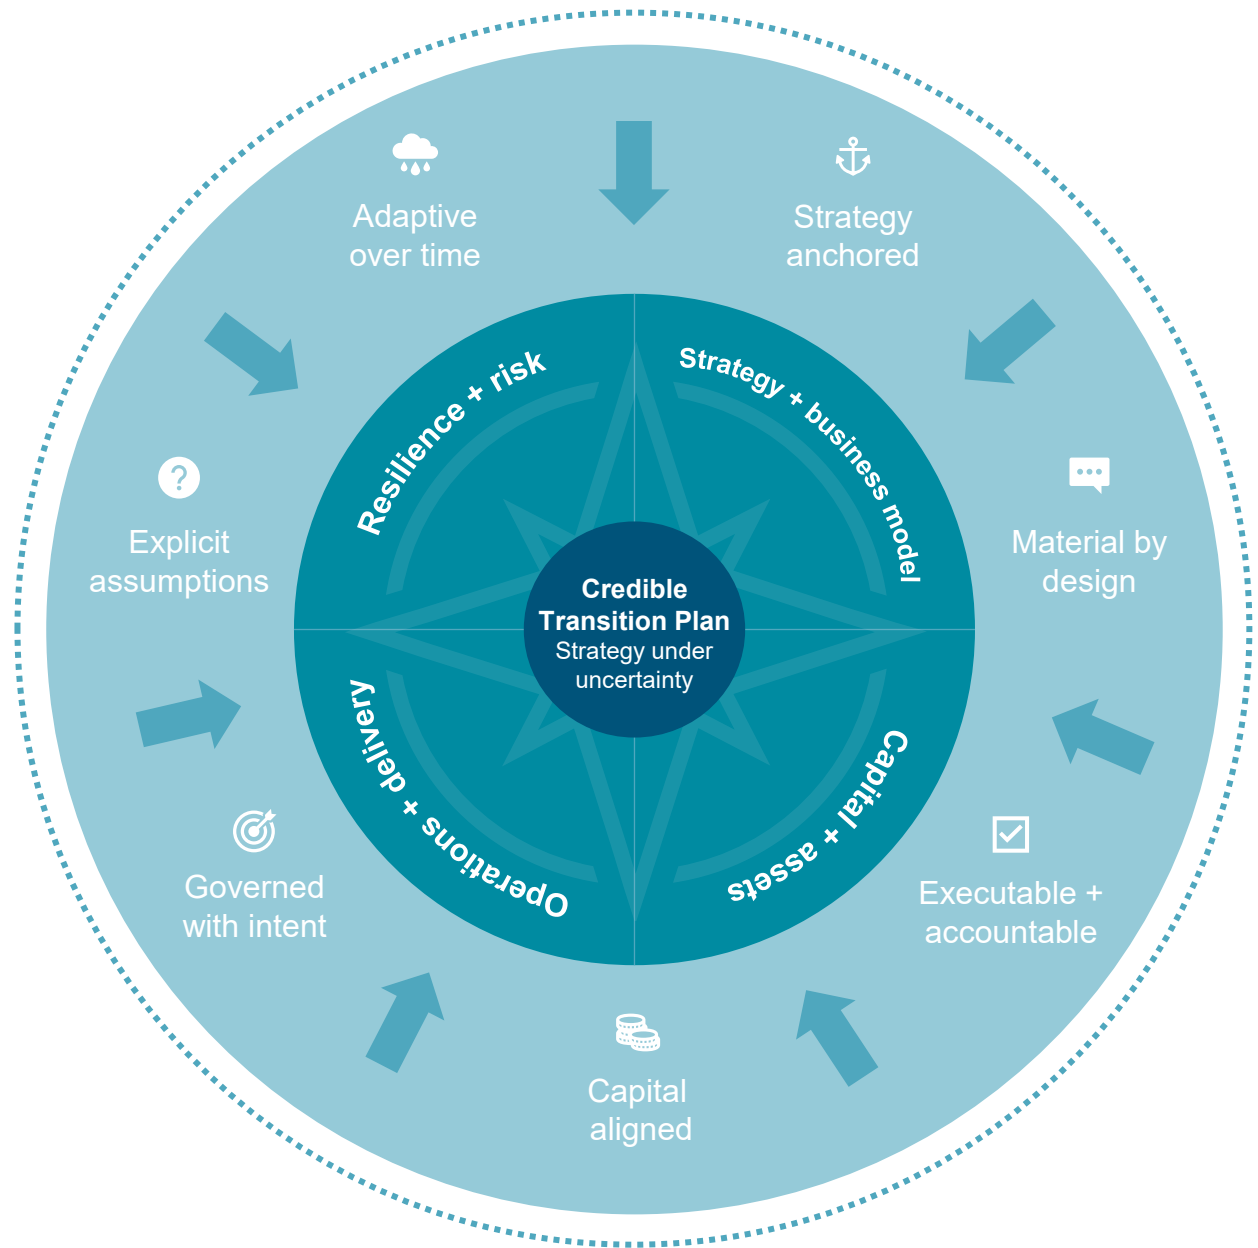 Adaptive
over time
Strategy
anchored
Resilience + risk
Strategy + business model
Explicit
assumptions
Material by
design
Credible
Transition Plan
Strategy under
uncertainty
Operations + delivery
Capital + assets
Governed
with intent
Executable +
accountable
Capital
aligned